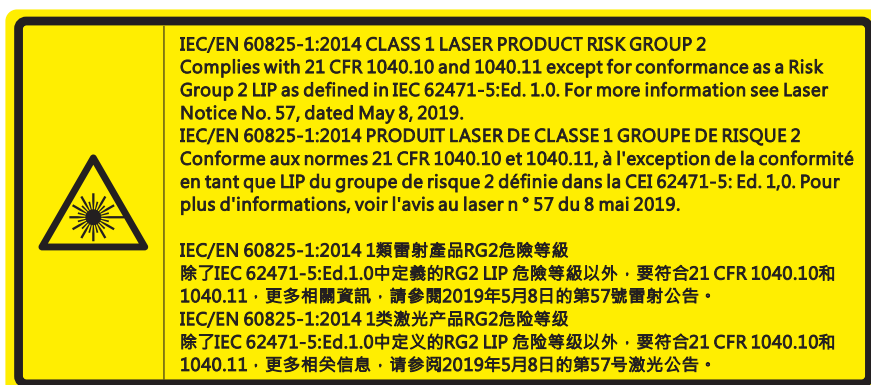 IEC/EN 60825-1:2014 CLASS 1 LASER PRODUCT RISK GROUP 2
Complies with 21 CFR 1040.10 and 1040.11 except for conformance as a Risk
Group 2 LIP as defined in IEC 62471-5:Ed. 1.0. For more information see Laser
Notice No. 57, dated May 8, 2019.
IEC/EN 60825-1:2014 PRODUIT LASER DE CLASSE 1 GROUPE DE RISQUE 2
Conforme aux normes 21 CFR 1040.10 et 1040.11, à l'exception de la conformité
en tant que LIP du groupe de risque 2 définie dans la CEI 62471-5: Ed. 1,0. Pour
plus d'informations, voir l'avis au laser n ° 57 du 8 mai 2019.
IEC/EN 60825-1:2014 1類雷射產品RG2危險等級
除了IEC 62471-5:Ed.1.0中定義的RG2 LIP 危險等級以外，要符合21 CFR 1040.10和
1040.11，更多相關資訊，請參閱2019年5月8日的第57號雷射公告。
IEC/EN 60825-1:2014 1类激光产品RG2危险等级
除了IEC 62471-5:Ed.1.0中定义的RG2 LIP 危险等级以外，要符合21 CFR 1040.10和
1040.11，更多相关信息，请参阅2019年5月8日的第57号激光公告。